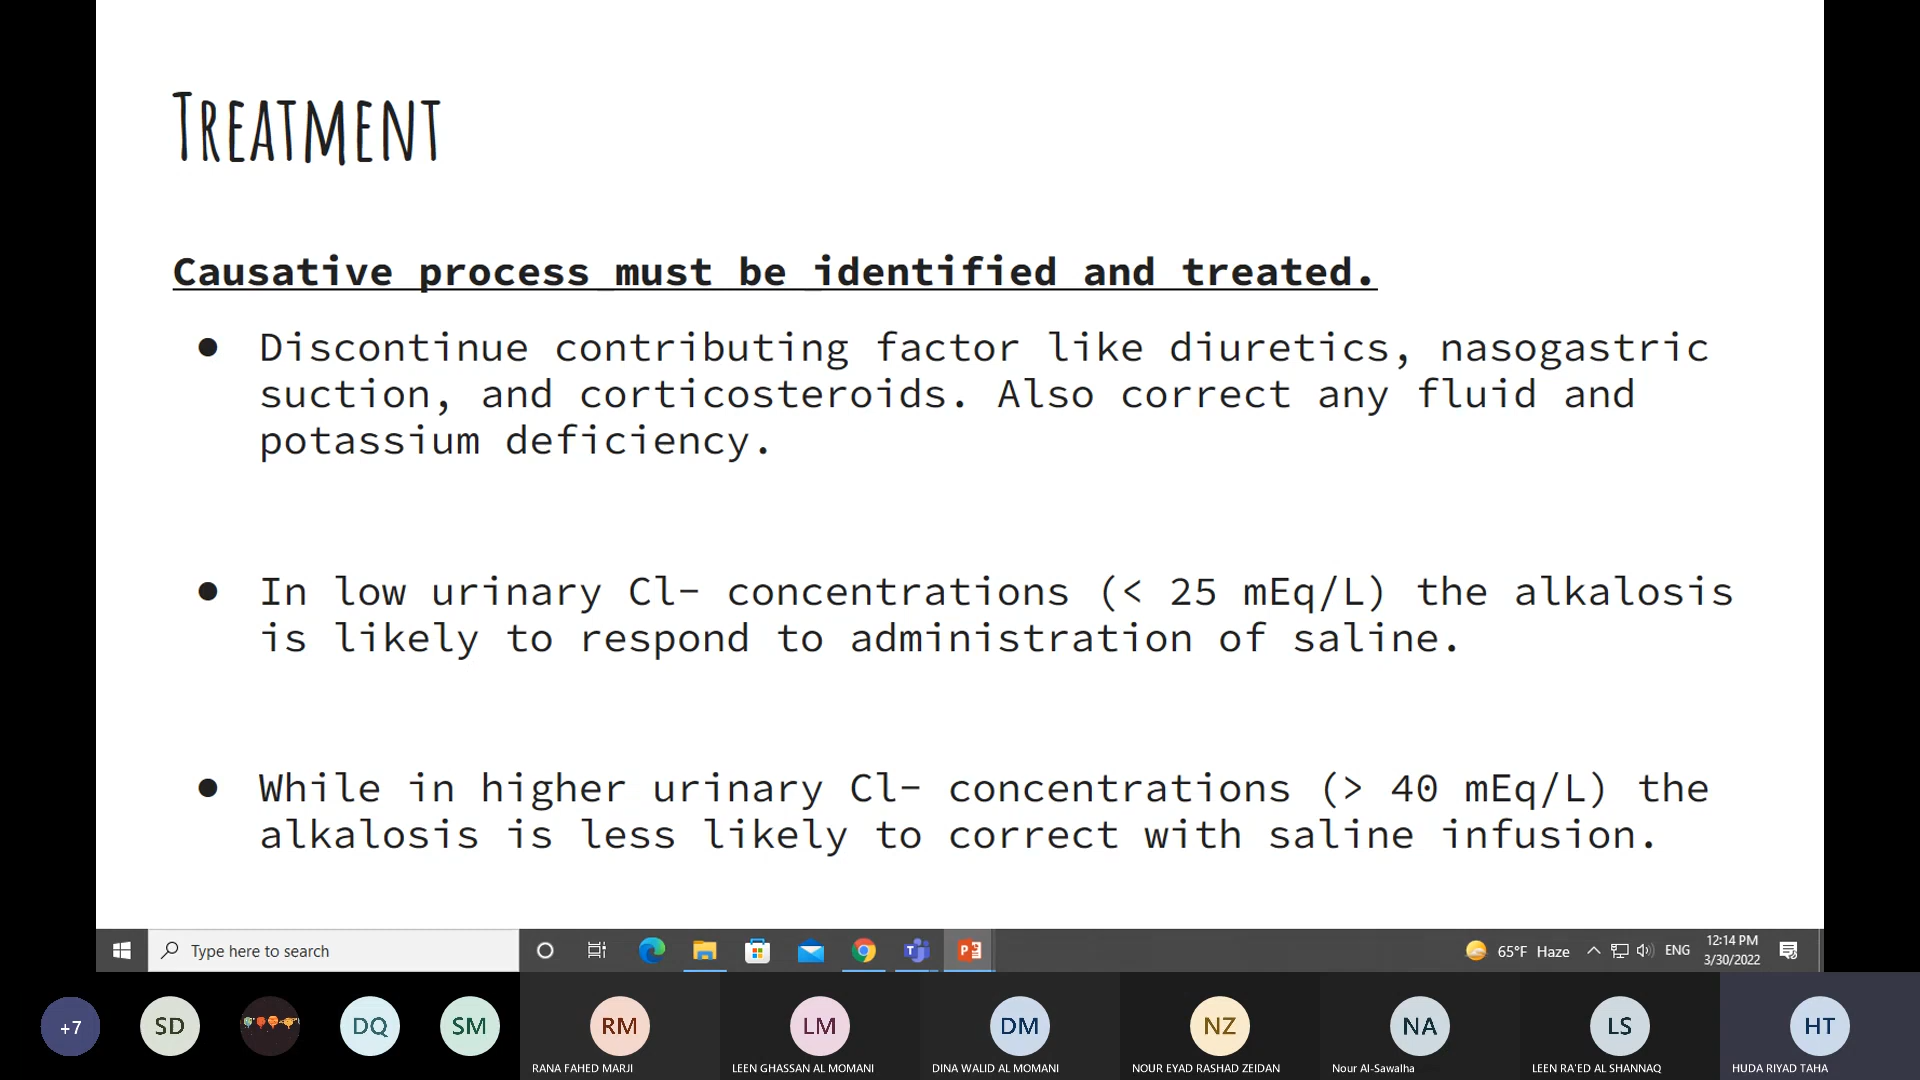 TREATMENT
Causative process must be identified and treated.
● Discontinue contributing factor like diuretics, nasogastric
suction, and corticosteroids. Also correct any fluid and
potassium deficiency.
● In low urinary Cl- concentrations (< 25 mEq/L) the alkalosis
is likely to respond to administration of saline.
● While in higher urinary Cl- concentrations (> 40 mEq/L) the
alkalosis is less likely to correct with saline infusion.
Type here to search
65°F Haze
ENG
12:14 PM
3/30/2022
+7
SD
DQ
SM
RM
LM
DM
NZ
NA
LS
HT
RANA FAHED MARJI
LEEN GHASSAN AL MOMANI
DINA WALID AL MOMANI
NOUR EYAD RASHAD ZEIDAN
Nour Al-Sawalha
LEEN RA'ED AL SHANNAQ
HUDA RIYAD TAHA